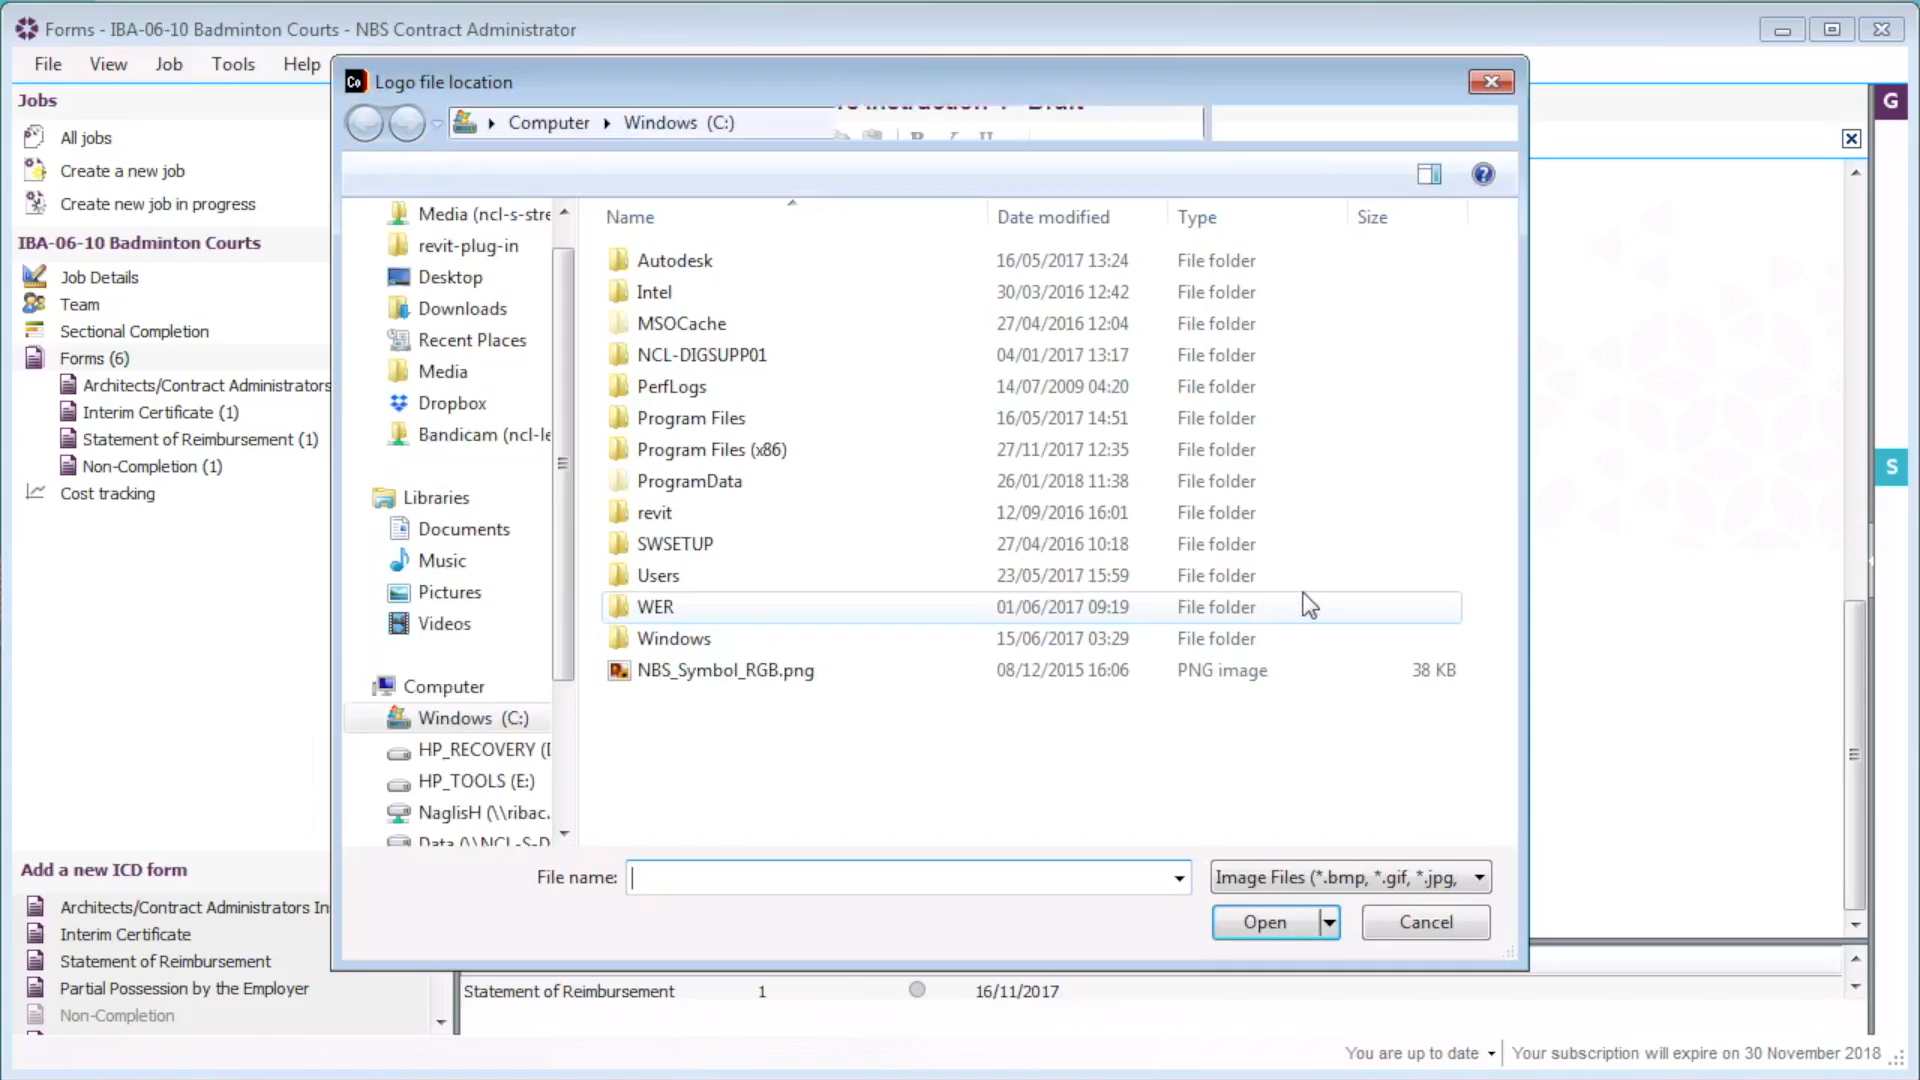 Forms - IBA-06-10 Badminton Courts - NBS Contract Administrator
File View Job Tools Help
Jobs
All jobs
Create a new job
Create new job in progress
IBA-06-10 Badminton Courts
Job Details
Team
Sectional Completion
Forms (6)
Architects/Contract Administrators
Interim Certificate (1)
Statement of Reimbursement (1)
Non-Completion (1)
Cost tracking
Add a new ICD form
Architects/Contract Administrators In
Interim Certificate
Statement of Reimbursement
Partial Possession by the Employer
Non-Completion
Co Logo file location
Computer Windows (C:)
Media (ncl-s-stre
revit-plug-in
Desktop
Downloads
Recent Places
Media
Dropbox
Bandicam (ncl-le
Libraries
Documents
Music
Pictures
Videos
Computer
Windows (C:)
HP_RECOVERY (D
HP_TOOLS (E:)
NaglisH (\\ribac.
Data (\\NCL-S-D
Name Date modified Type Size
Autodesk 16/05/2017 13:24 File folder
Intel 30/03/2016 12:42 File folder
MSOCache 27/04/2016 12:04 File folder
NCL-DIGSUPP01 04/01/2017 13:17 File folder
PerfLogs 14/07/2009 04:20 File folder
Program Files 16/05/2017 14:51 File folder
Program Files (x86) 27/11/2017 12:35 File folder
ProgramData 26/01/2018 11:38 File folder
revit 12/09/2016 16:01 File folder
SWSETUP 27/04/2016 10:18 File folder
Users 23/05/2017 15:59 File folder
WER 01/06/2017 09:19 File folder
Windows 15/06/2017 03:29 File folder
NBS_Symbol_RGB.png 08/12/2015 16:06 PNG image 38 KB
File name:
Image Files (*.bmp, *.gif, *.jpg,
Open Cancel
G
S
Statement of Reimbursement 1 16/11/2017
You are up to date Your subscription will expire on 30 November 2018